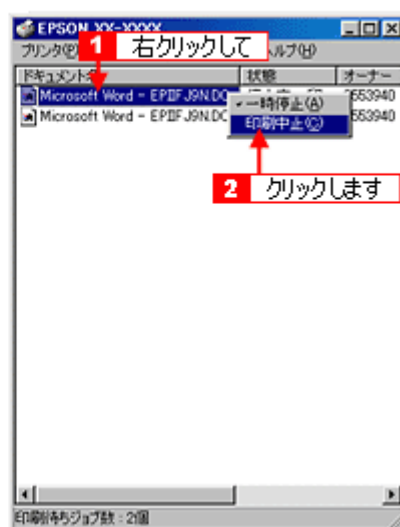 EPSON XX-XXXX
プリンタ(P) ヘルプ(H)
1 右クリックして
ドキュメント名 状態 オーナー
Microsoft Word - EPIJFJ9N.DO 553940
Microsoft Word - EPIJFJ9N.DO 553940
一時停止(A)
印刷中止(C)
2 クリックします
印刷待ちジョブ数 : 2個